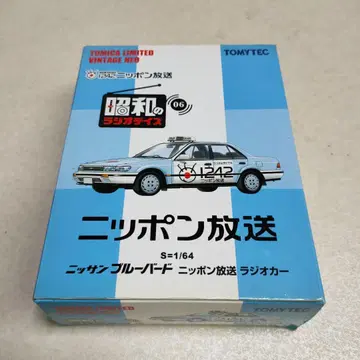 TOMICA LIMITED
VINTAGE NEO
TOMYTEC
ニッポン放送
昭和の
ラジオデイズ
06
1242
ニッポン放送
S=1/64
ニッサン ブルーバード ニッポン放送 ラジオカー